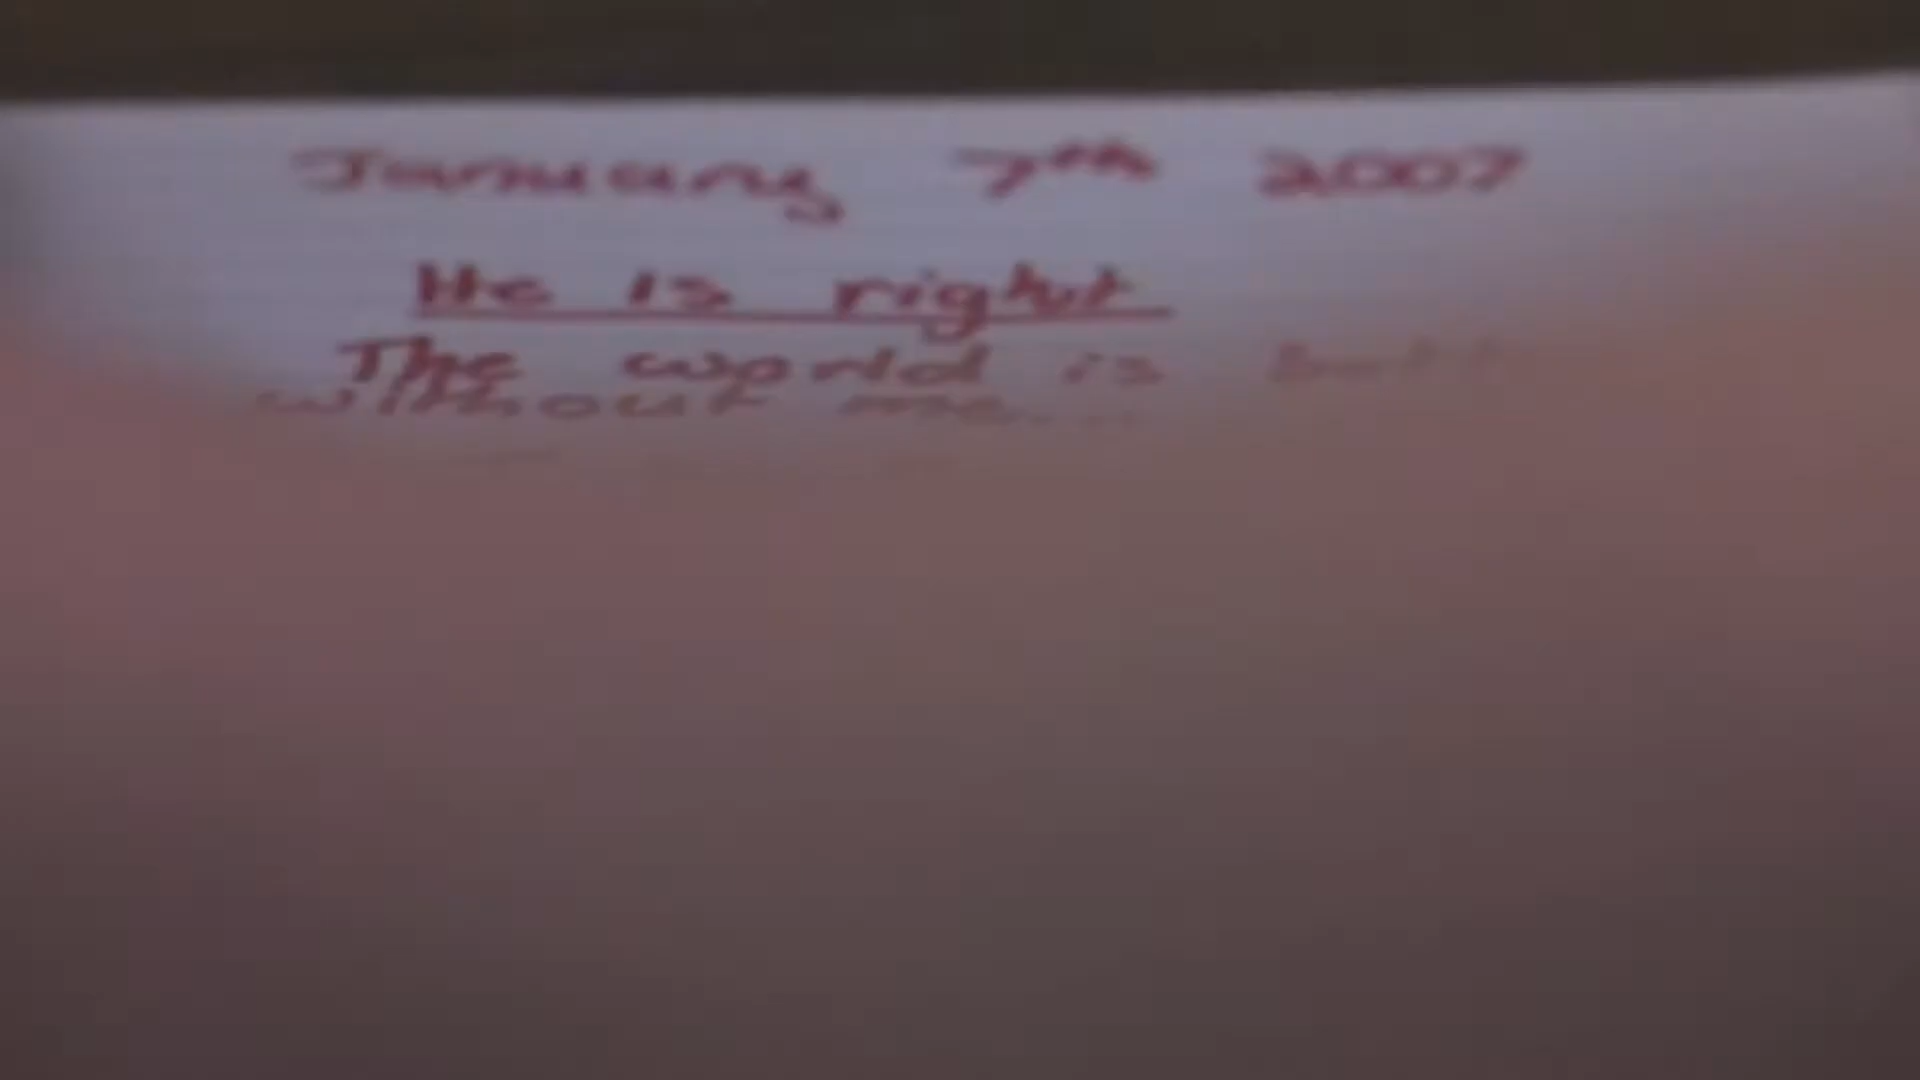 January 7th 2007
He is right
The world is
without me....